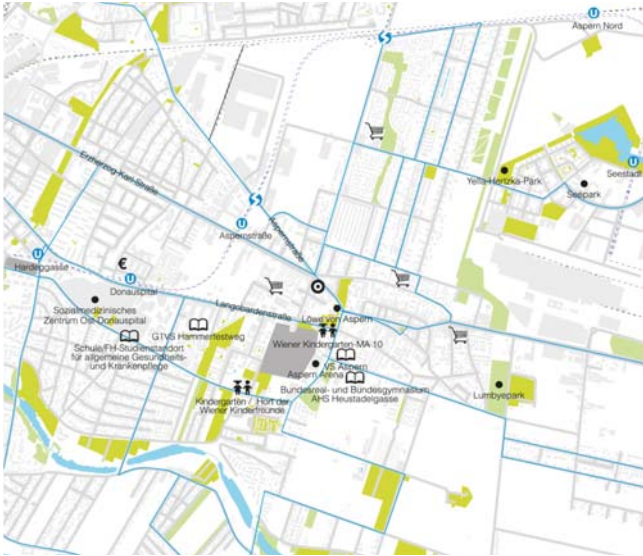 U
Aspern Nord
Erzherzog-Karl-Straße
U
Seestadt
Yella-Hertzka-Park
Seepark
U
Aspernstraße
Aspernstraße
U
Hardeggasse
€
U
Donauspital
Langobardenstraße
Sozialmedizinisches
Zentrum Ost-Donauspital
Löwe von Aspern
GTVS Hammerfestweg
Wiener Kindergarten-MA 10
Schule/FH-Studienstandort
für allgemeine Gesundheits-
und Krankenpflege
VS Aspern
Aspern Arena
Bundesreal- und Bundesgymnasium
AHS Heustadelgasse
Kindergarten / Hort der
Wiener Kinderfreunde
Lumbyepark